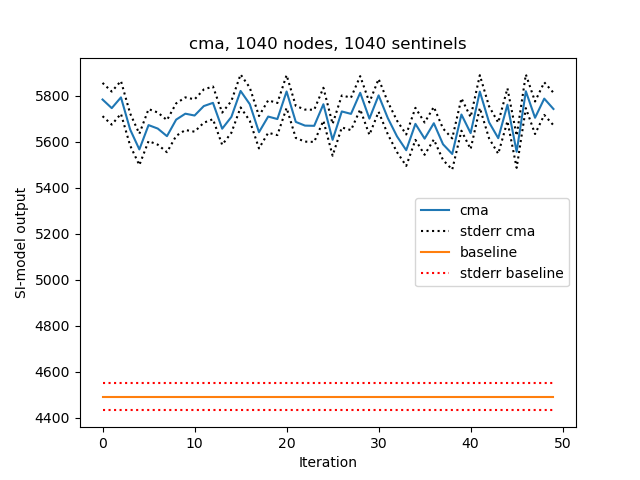 cma, 1040 nodes, 1040 sentinels
SI-model output
5800
5600
5400
5200
5000
4800
4600
4400
cma
stderr cma
baseline
stderr baseline
0 10 20 30 40 50
Iteration